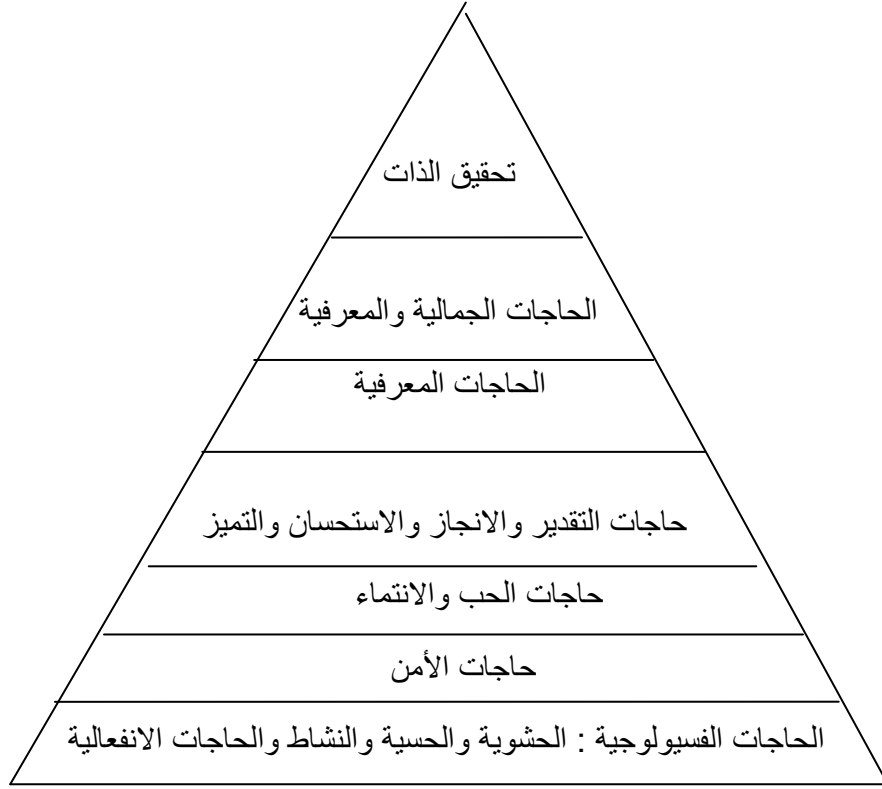 تحقيق الذات
الحاجات الجمالية والمعرفية
الحاجات المعرفية
حاجات التقدير والانجاز والاستحسان والتميز
حاجات الحب والانتماء
حاجات الأمن
الحاجات الفسيولوجية : الحشوية والحسية والنشاط والحاجات الانفعالية